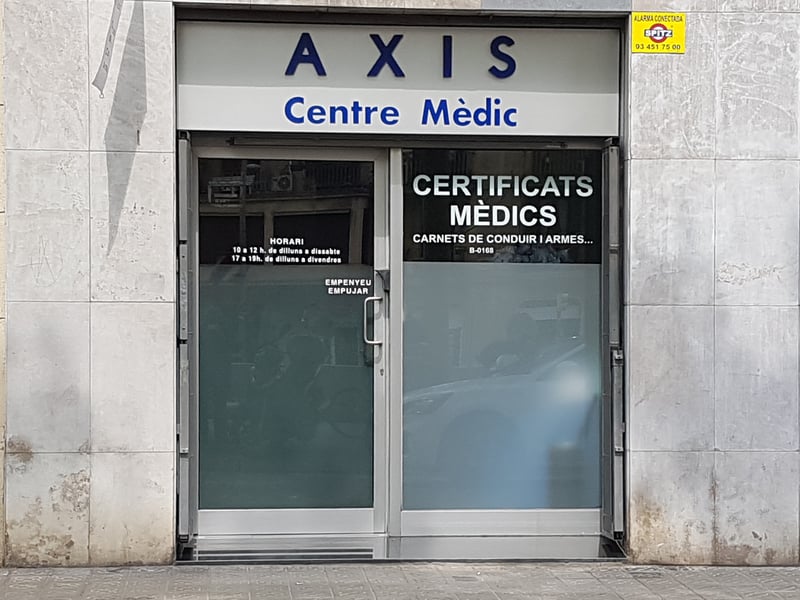 AXIS
Centre Mèdic
ALARMA CONECTADA
SPITZ
93 451 75 00
HORARI
10 a 12 h. de dilluns a dissabte
17 a 19h. de dilluns a divendres
EMPENYEU
EMPUJAR
CERTIFICATS
MÈDICS
CARNETS DE CONDUIR I ARMES...
B-0168